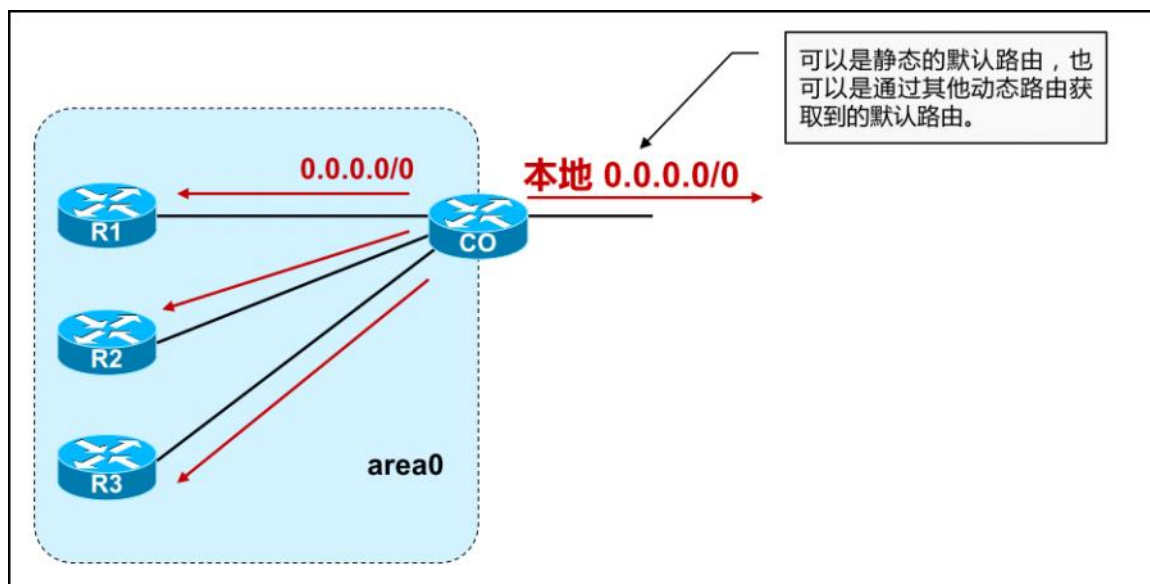 可以是静态的默认路由，也
可以是通过其他动态路由获
取到的默认路由。
0.0.0.0/0
本地 0.0.0.0/0
R1
CO
R2
R3
area0